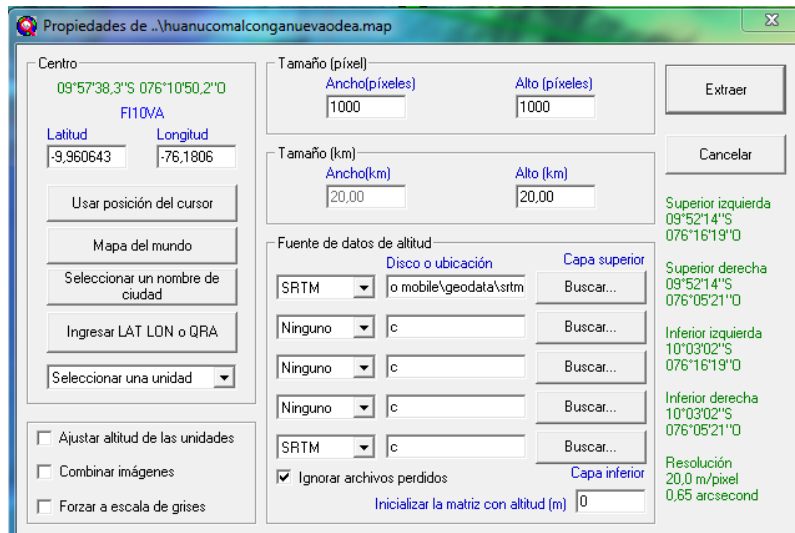 Propiedades de ..\huanucomalconganuevaodea.map
Centro
09°57'38,3"S 076°10'50,2"O
FI10VA
Latitud Longitud
-9,960643 -76,1806
Usar posición del cursor
Mapa del mundo
Seleccionar un nombre de
ciudad
Ingresar LAT LON o QRA
Seleccionar una unidad
Ajustar altitud de las unidades
Combinar imágenes
Forzar a escala de grises
Tamaño (píxel)
Ancho(píxeles) Alto (píxeles)
1000 1000
Tamaño (km)
Ancho(km) Alto (km)
20,00 20,00
Fuente de datos de altitud
Disco o ubicación Capa superior
SRTM o mobile\geodata\srtm Buscar...
Ninguno c Buscar...
Ninguno c Buscar...
Ninguno c Buscar...
SRTM c Buscar...
Ignorar archivos perdidos Capa inferior
Inicializar la matriz con altitud (m) 0
Extraer
Cancelar
Superior izquierda
09°52'14"S
076°16'19"O
Superior derecha
09°52'14"S
076°05'21"O
Inferior izquierda
10°03'02"S
076°16'19"O
Inferior derecha
10°03'02"S
076°05'21"O
Resolución
20,0 m/pixel
0,65 arcsecond